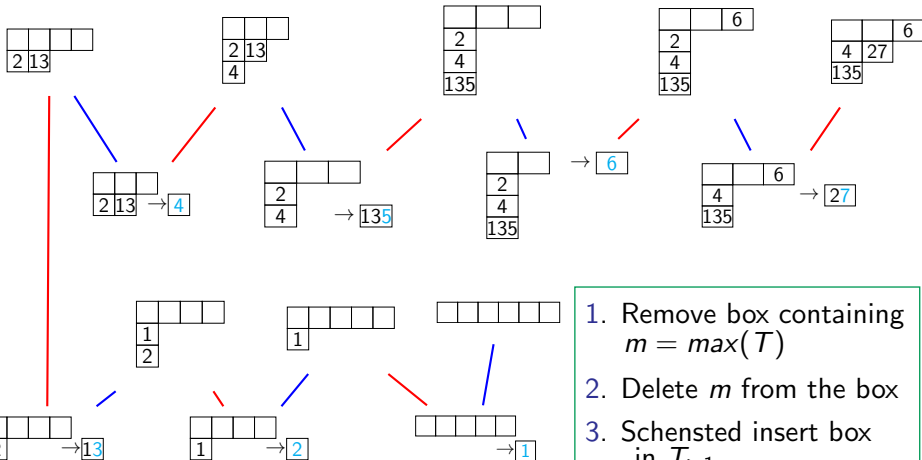 6
6
2 13
2 13
2
4 27
4
4
135
135
135
→ 6
2
6
2 13 → 4
2
4
4
4 → 135
135 → 27
135
1
1
2
1. Remove box containing
m = max(T)
2. Delete m from the box
3. Schensted insert box
→ 13
1 → 2
→ 1